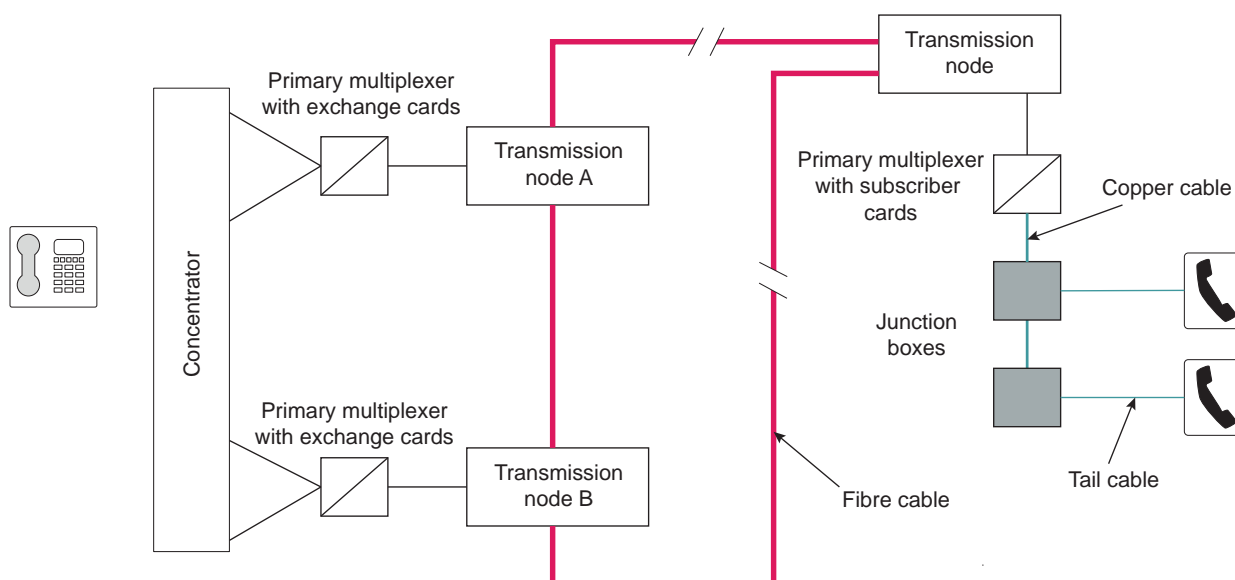 Transmission
node
Primary multiplexer
with exchange cards
Transmission
node A
Primary multiplexer
with subscriber
cards
Copper cable
Concentrator
Junction
boxes
Primary multiplexer
with exchange cards
Transmission
node B
Fibre cable
Tail cable